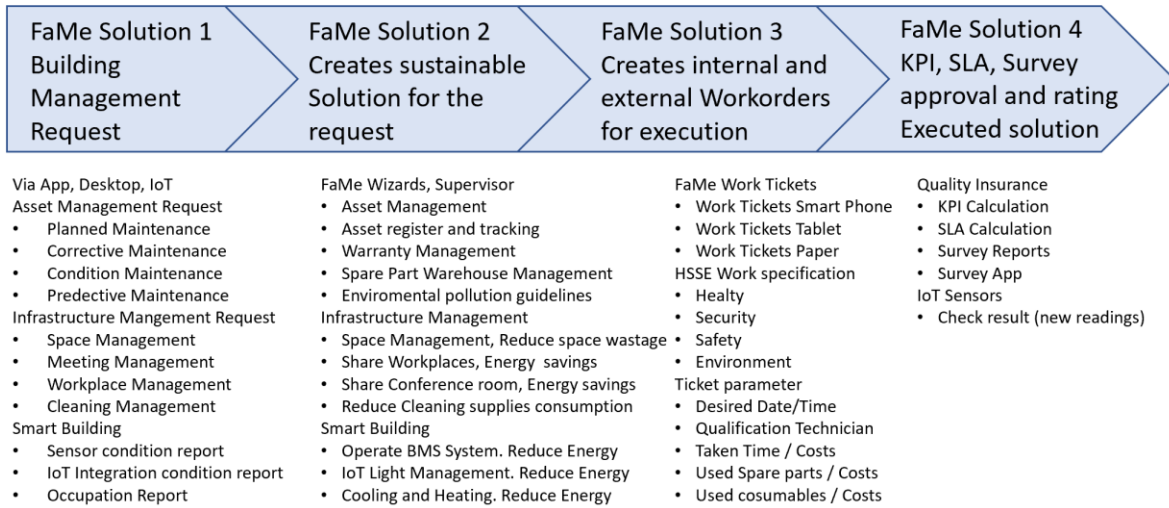 FaMe Solution 1
Building
Management
Request
FaMe Solution 2
Creates sustainable
Solution for the
request
FaMe Solution 3
Creates internal and
external Workorders
for execution
FaMe Solution 4
KPI, SLA, Survey
approval and rating
Executed solution
Via App, Desktop, IoT
Asset Management Request
• Planned Maintenance
• Corrective Maintenance
• Condition Maintenance
• Predective Maintenance
Infrastructure Mangement Request
• Space Management
• Meeting Management
• Workplace Management
• Cleaning Management
Smart Building
• Sensor condition report
• IoT Integration condition report
• Occupation Report
FaMe Wizards, Supervisor
• Asset Management
• Asset register and tracking
• Warranty Management
• Spare Part Warehouse Management
• Enviromental pollution guidelines
Infrastructure Management
• Space Management, Reduce space wastage
• Share Workplaces, Energy savings
• Share Conference room, Energy savings
• Reduce Cleaning supplies consumption
Smart Building
• Operate BMS System. Reduce Energy
• IoT Light Management. Reduce Energy
• Cooling and Heating. Reduce Energy
FaMe Work Tickets
• Work Tickets Smart Phone
• Work Tickets Tablet
• Work Tickets Paper
HSSE Work specification
• Healty
• Security
• Safety
• Environment
Ticket parameter
• Desired Date/Time
• Qualification Technician
• Taken Time / Costs
• Used Spare parts / Costs
• Used cosumables / Costs
Quality Insurance
• KPI Calculation
• SLA Calculation
• Survey Reports
• Survey App
IoT Sensors
• Check result (new readings)